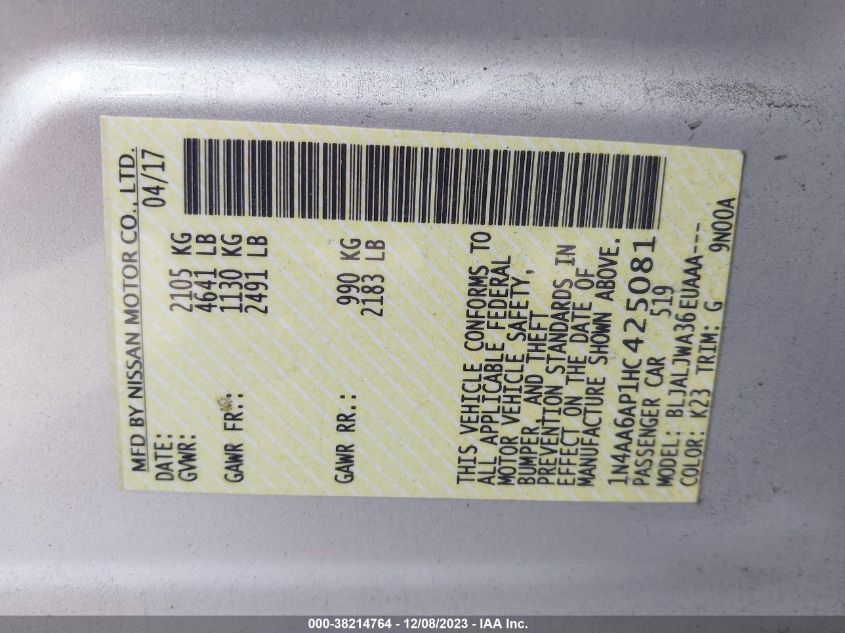 MFD BY NISSAN MOTOR CO., LTD.
DATE: 04/17
GVWR: 2105 KG
4641 LB
GAWR FR.: 1130 KG
2491 LB
GAWR RR.: 990 KG
2183 LB
THIS VEHICLE CONFORMS TO
ALL APPLICABLE FEDERAL
MOTOR VEHICLE SAFETY,
BUMPER, AND THEFT
PREVENTION STANDARDS IN
EFFECT ON THE DATE OF
MANUFACTURE SHOWN ABOVE.
1N4AA6AP1HC425081
PASSENGER CAR 519
MODEL: BLJALJWA36EUAAA----
COLOR: K23 TRIM: G 9N00A
000-38214764 - 12/08/2023 - IAA Inc.